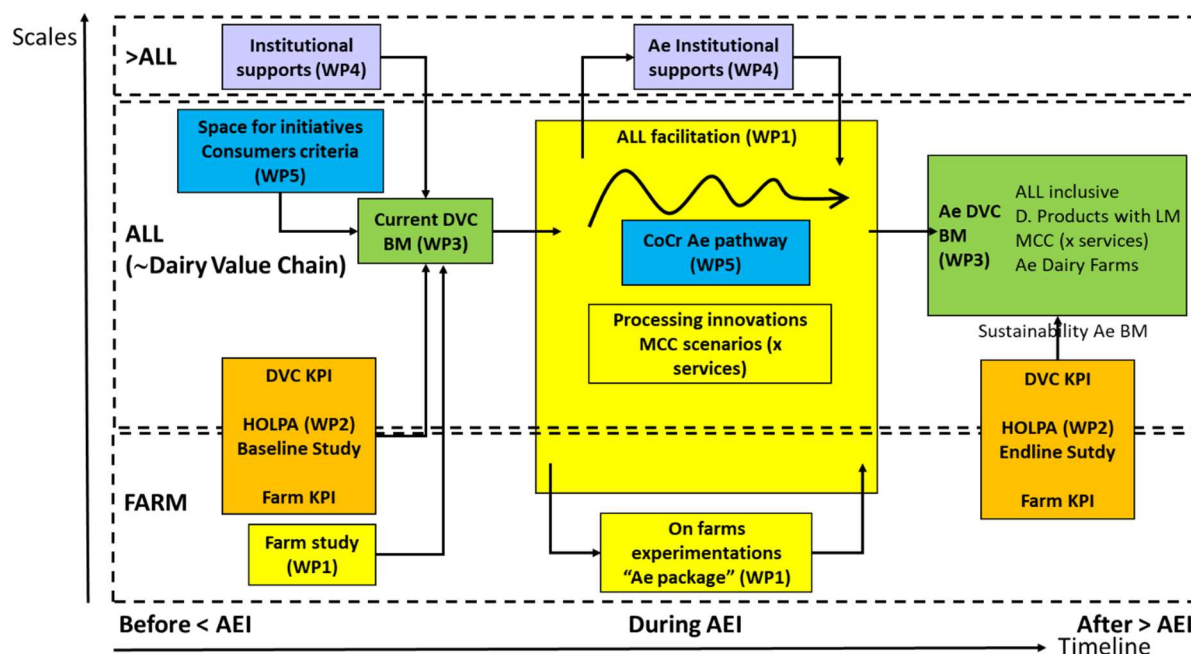 Scales
>ALL
Institutional
supports (WP4)
Ae Institutional
supports (WP4)
Space for initiatives
Consumers criteria
(WP5)
ALL
(~Dairy Value Chain)
Current DVC
BM (WP3)
ALL facilitation (WP1)
CoCr Ae pathway
(WP5)
Processing innovations
MCC scenarios (x
services)
Ae DVC
BM
(WP3)
ALL inclusive
D. Products with LM
MCC (x services)
Ae Dairy Farms
Sustainability Ae BM
DVC KPI
HOLPA (WP2)
Baseline Study
Farm KPI
DVC KPI
HOLPA (WP2)
Endline Sutdy
Farm KPI
FARM
Farm study
(WP1)
On farms
experimentations
“Ae package” (WP1)
Before < AEI
During AEI
After > AEI
Timeline